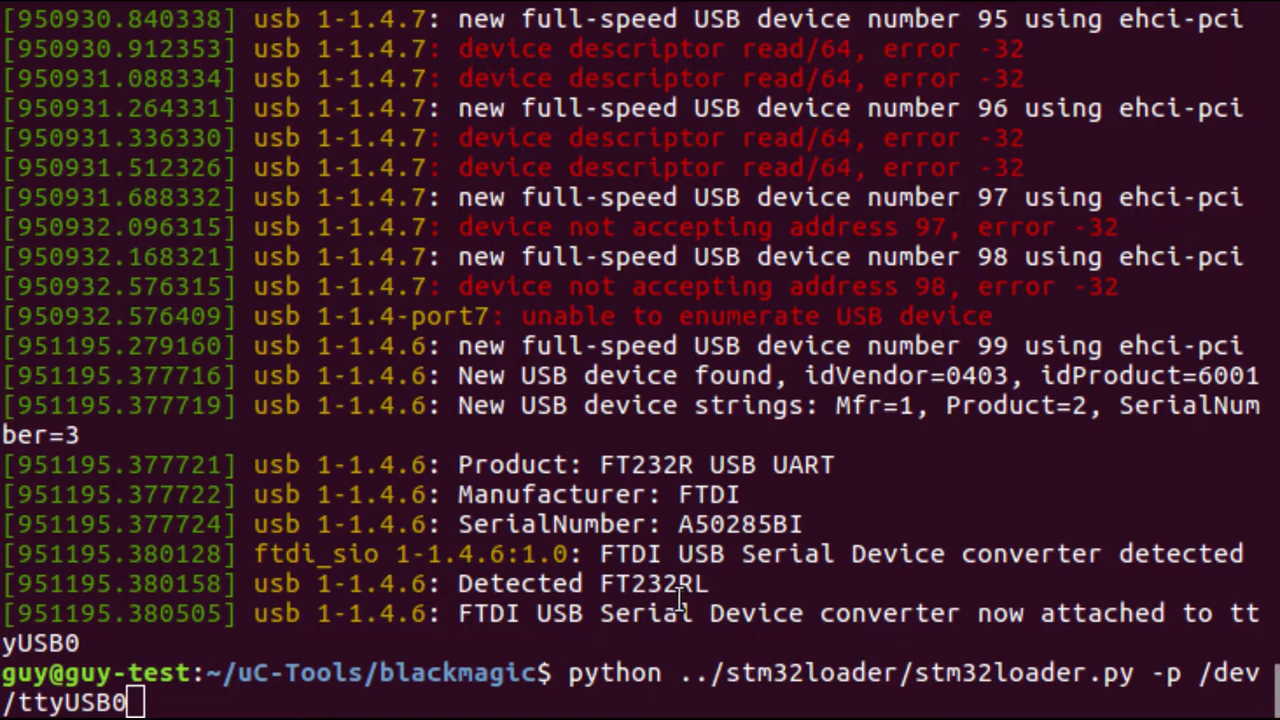 [950930.840338] usb 1-1.4.7: new full-speed USB device number 95 using ehci-pci
[950930.912353] usb 1-1.4.7: device descriptor read/64, error -32
[950931.088334] usb 1-1.4.7: device descriptor read/64, error -32
[950931.264331] usb 1-1.4.7: new full-speed USB device number 96 using ehci-pci
[950931.336330] usb 1-1.4.7: device descriptor read/64, error -32
[950931.512326] usb 1-1.4.7: device descriptor read/64, error -32
[950931.688332] usb 1-1.4.7: new full-speed USB device number 97 using ehci-pci
[950932.096315] usb 1-1.4.7: device not accepting address 97, error -32
[950932.168321] usb 1-1.4.7: new full-speed USB device number 98 using ehci-pci
[950932.576315] usb 1-1.4.7: device not accepting address 98, error -32
[950932.576409] usb 1-1.4-port7: unable to enumerate USB device
[951195.279160] usb 1-1.4.6: new full-speed USB device number 99 using ehci-pci
[951195.377716] usb 1-1.4.6: New USB device found, idVendor=0403, idProduct=6001
[951195.377719] usb 1-1.4.6: New USB device strings: Mfr=1, Product=2, SerialNum
ber=3
[951195.377721] usb 1-1.4.6: Product: FT232R USB UART
[951195.377722] usb 1-1.4.6: Manufacturer: FTDI
[951195.377724] usb 1-1.4.6: SerialNumber: A50285BI
[951195.380128] ftdi_sio 1-1.4.6:1.0: FTDI USB Serial Device converter detected
[951195.380158] usb 1-1.4.6: Detected FT232RL
[951195.380505] usb 1-1.4.6: FTDI USB Serial Device converter now attached to tt
yUSB0
guy@guy-test:~/uC-Tools/blackmagic$ python ../stm32loader/stm32loader.py -p /dev
/ttyUSB0